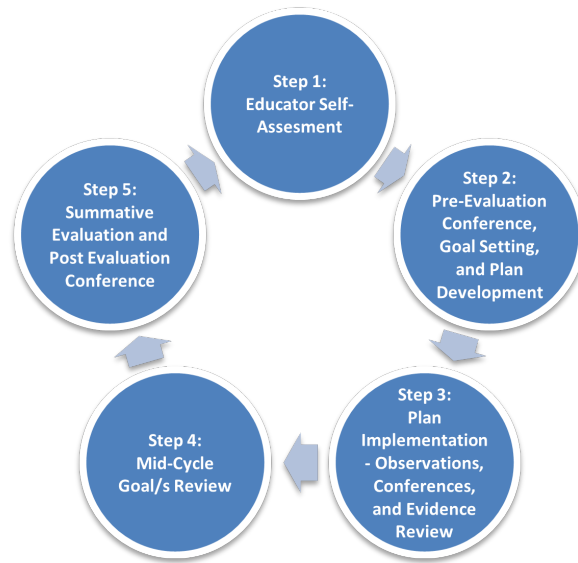 Step 1:
Educator Self-
Assesment
Step 2:
Pre-Evaluation
Conference,
Goal Setting,
and Plan
Development
Step 3:
Plan
Implementation
- Observations,
Conferences,
and Evidence
Review
Step 4:
Mid-Cycle
Goal/s Review
Step 5:
Summative
Evaluation and
Post Evaluation
Conference